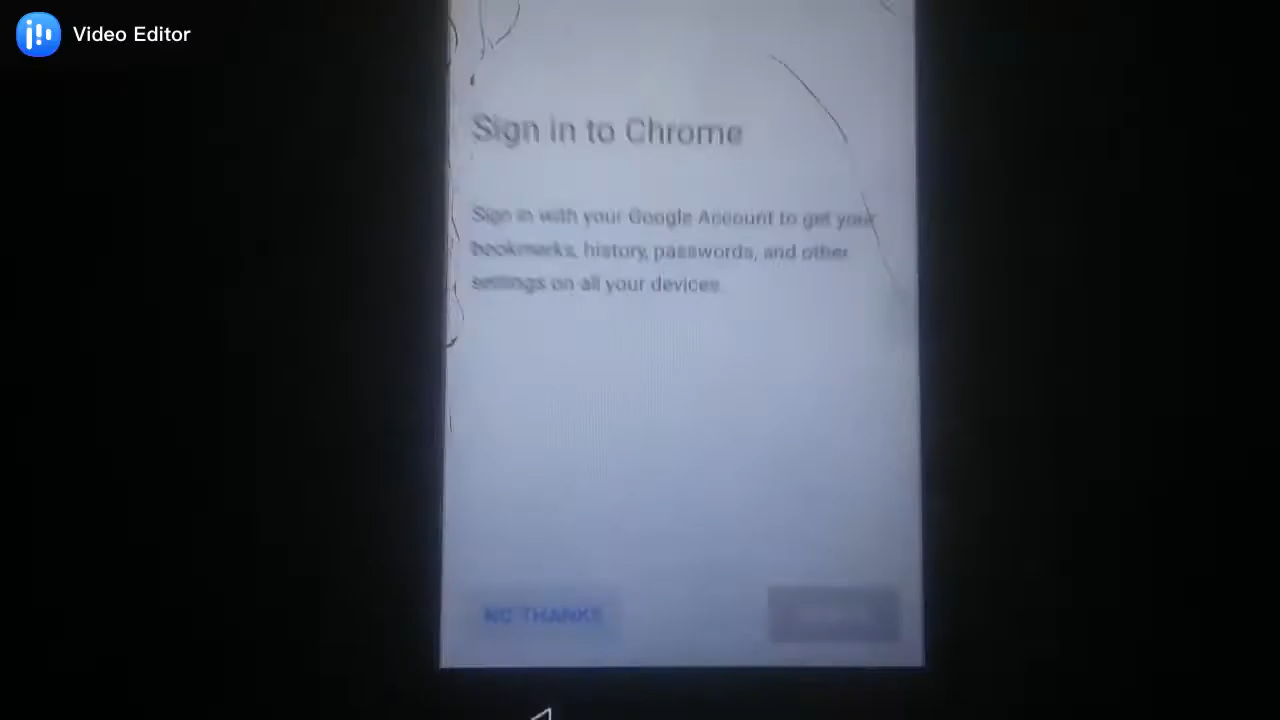 Video Editor
Sign in to Chrome
Sign in with your Google Account to get your
bookmarks, history, passwords, and other
settings on all your devices.
NO THANKS